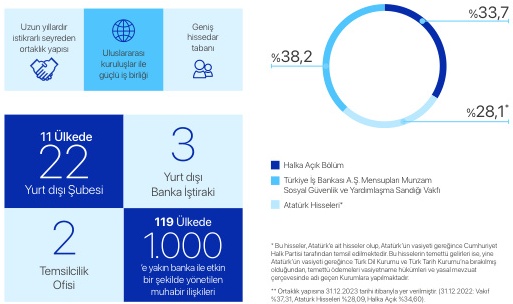 Uzun yıllardır
istikrarlı seyreden
ortaklık yapısı
Uluslararası
kuruluşlar ile
güçlü iş birliği
Geniş
hissedar
tabanı
11 Ülkede
22
Yurt dışı Şubesi
3
Yurt dışı
Banka İştiraki
2
Temsilcilik
Ofisi
119 Ülkede
1.000
'e yakın banka ile etkin
bir şekilde yönetilen
muhabir ilişkileri
%33,7
%38,2
%28,1*
Halka Açık Bölüm
Türkiye İş Bankası A.Ş. Mensupları Munzam
Sosyal Güvenlik ve Yardımlaşma Sandığı Vakfı
Atatürk Hisseleri*
* Bu hisseler, Atatürk'e ait hisseler olup, Atatürk'ün vasiyeti gereğince Cumhuriyet
Halk Partisi tarafından temsil edilmektedir. Bu hisselerin temettü gelirleri ise, yine
Atatürk'ün vasiyeti gereğince Türk Dil Kurumu ve Türk Tarih Kurumu'na bırakılmış
olduğundan, temettü ödemeleri vasiyetname hükümleri ve yasal mevzuat
çerçevesinde adı geçen Kurumlara yapılmaktadır.
** Ortaklık yapısına 31.12.2023 tarihi itibarıyla yer verilmiştir. (31.12.2022: Vakıf
%37,31, Atatürk Hisseleri %28,09, Halka Açık %34,60).